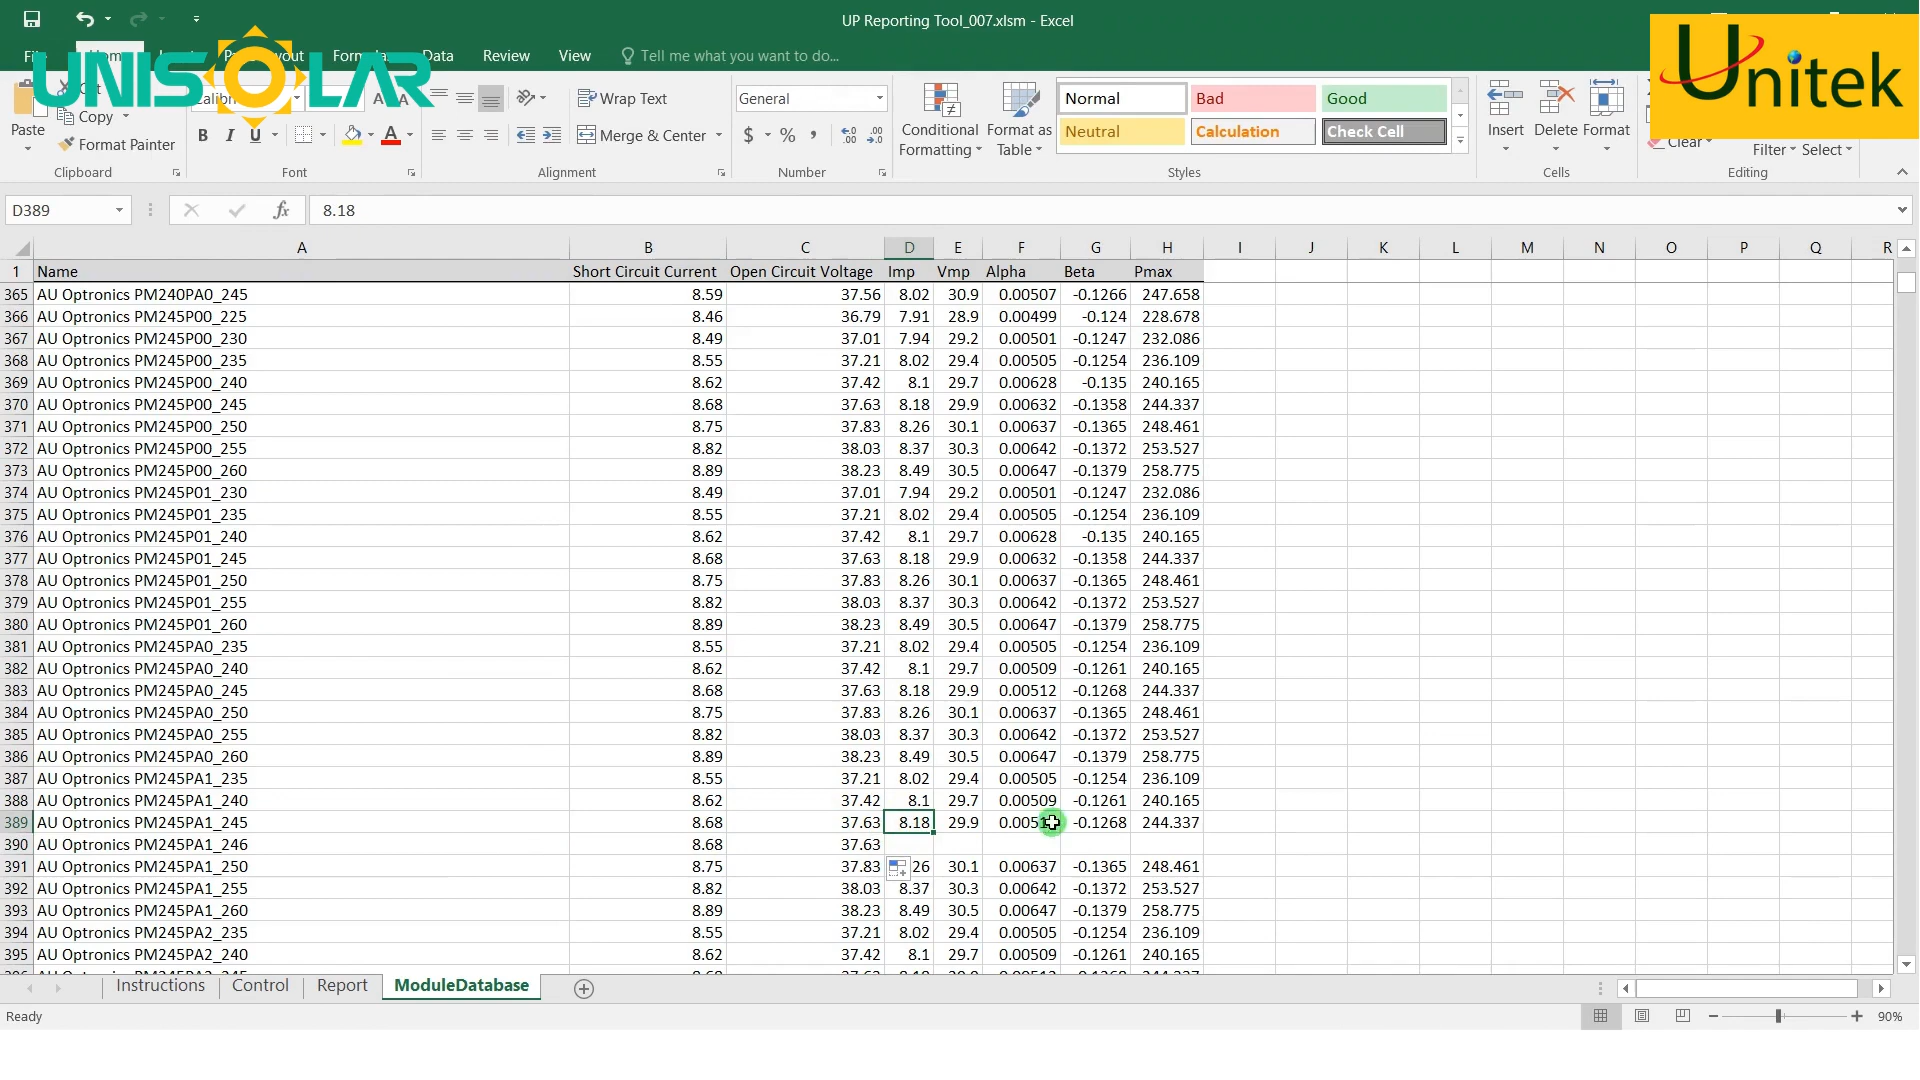 UP Reporting Tool_007.xlsm - Excel
Review View Tell me what you want to do...
UNISOLAR
Unitek
Paste
Copy
Format Painter
Clipboard
B I U A
Font
Wrap Text
Merge & Center
Alignment
General
$ % ,
Number
Conditional Formatting
Format as Table
Normal Bad Good
Neutral Calculation Check Cell
Styles
Insert Delete Format
Cells
Clear
Filter Select
Editing
D389 fx 8.18
A B C D E F G H I J K L M N O P Q R
1 Name Short Circuit Current Open Circuit Voltage Imp Vmp Alpha Beta Pmax
365 AU Optronics PM240PA0_245 8.59 37.56 8.02 30.9 0.00507 -0.1266 247.658
366 AU Optronics PM245P00_225 8.46 36.79 7.91 28.9 0.00499 -0.124 228.678
367 AU Optronics PM245P00_230 8.49 37.01 7.94 29.2 0.00501 -0.1247 232.086
368 AU Optronics PM245P00_235 8.55 37.21 8.02 29.4 0.00505 -0.1254 236.109
369 AU Optronics PM245P00_240 8.62 37.42 8.1 29.7 0.00628 -0.135 240.165
370 AU Optronics PM245P00_245 8.68 37.63 8.18 29.9 0.00632 -0.1358 244.337
371 AU Optronics PM245P00_250 8.75 37.83 8.26 30.1 0.00637 -0.1365 248.461
372 AU Optronics PM245P00_255 8.82 38.03 8.37 30.3 0.00642 -0.1372 253.527
373 AU Optronics PM245P00_260 8.89 38.23 8.49 30.5 0.00647 -0.1379 258.775
374 AU Optronics PM245P01_230 8.49 37.01 7.94 29.2 0.00501 -0.1247 232.086
375 AU Optronics PM245P01_235 8.55 37.21 8.02 29.4 0.00505 -0.1254 236.109
376 AU Optronics PM245P01_240 8.62 37.42 8.1 29.7 0.00628 -0.135 240.165
377 AU Optronics PM245P01_245 8.68 37.63 8.18 29.9 0.00632 -0.1358 244.337
378 AU Optronics PM245P01_250 8.75 37.83 8.26 30.1 0.00637 -0.1365 248.461
379 AU Optronics PM245P01_255 8.82 38.03 8.37 30.3 0.00642 -0.1372 253.527
380 AU Optronics PM245P01_260 8.89 38.23 8.49 30.5 0.00647 -0.1379 258.775
381 AU Optronics PM245PA0_235 8.55 37.21 8.02 29.4 0.00505 -0.1254 236.109
382 AU Optronics PM245PA0_240 8.62 37.42 8.1 29.7 0.00509 -0.1261 240.165
383 AU Optronics PM245PA0_245 8.68 37.63 8.18 29.9 0.00512 -0.1268 244.337
384 AU Optronics PM245PA0_250 8.75 37.83 8.26 30.1 0.00637 -0.1365 248.461
385 AU Optronics PM245PA0_255 8.82 38.03 8.37 30.3 0.00642 -0.1372 253.527
386 AU Optronics PM245PA0_260 8.89 38.23 8.49 30.5 0.00647 -0.1379 258.775
387 AU Optronics PM245PA1_235 8.55 37.21 8.02 29.4 0.00505 -0.1254 236.109
388 AU Optronics PM245PA1_240 8.62 37.42 8.1 29.7 0.00509 -0.1261 240.165
389 AU Optronics PM245PA1_245 8.68 37.63 8.18 29.9 -0.1268 244.337
390 AU Optronics PM245PA1_246 8.68 37.63
391 AU Optronics PM245PA1_250 8.75 37.83 26 30.1 0.00637 -0.1365 248.461
392 AU Optronics PM245PA1_255 8.82 38.03 8.37 30.3 0.00642 -0.1372 253.527
393 AU Optronics PM245PA1_260 8.89 38.23 8.49 30.5 0.00647 -0.1379 258.775
394 AU Optronics PM245PA2_235 8.55 37.21 8.02 29.4 0.00505 -0.1254 236.109
395 AU Optronics PM245PA2_240 8.62 37.42 8.1 29.7 0.00509 -0.1261 240.165
Instructions Control Report ModuleDatabase
Ready 90%